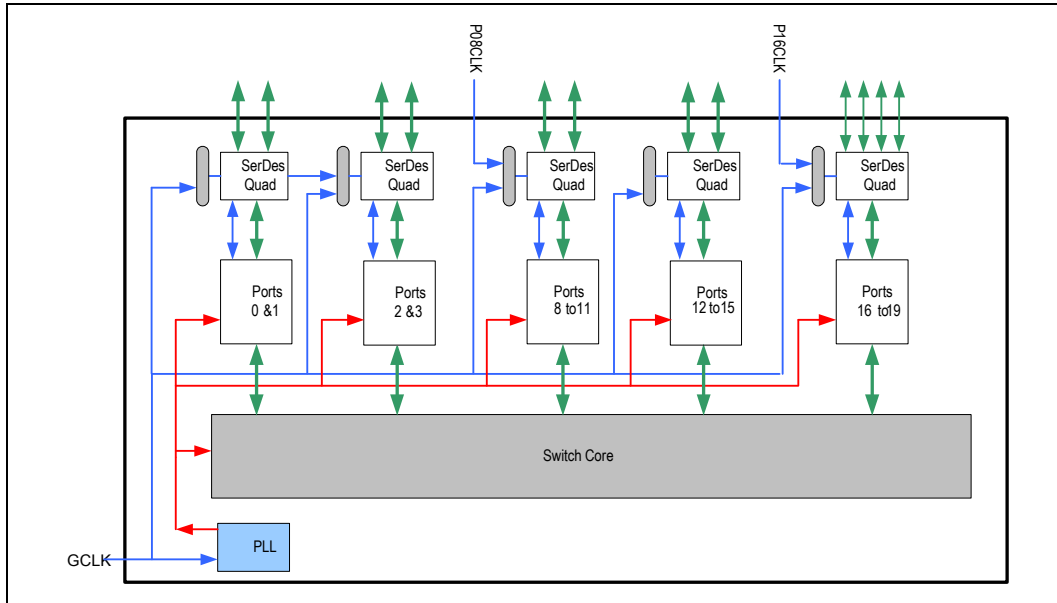 P08CLK
P16CLK
SerDes
Quad
SerDes
Quad
SerDes
Quad
SerDes
Quad
SerDes
Quad
Ports
0 &1
Ports
2 &3
Ports
8 to11
Ports
12 to15
Ports
16 to19
Switch Core
PLL
GCLK